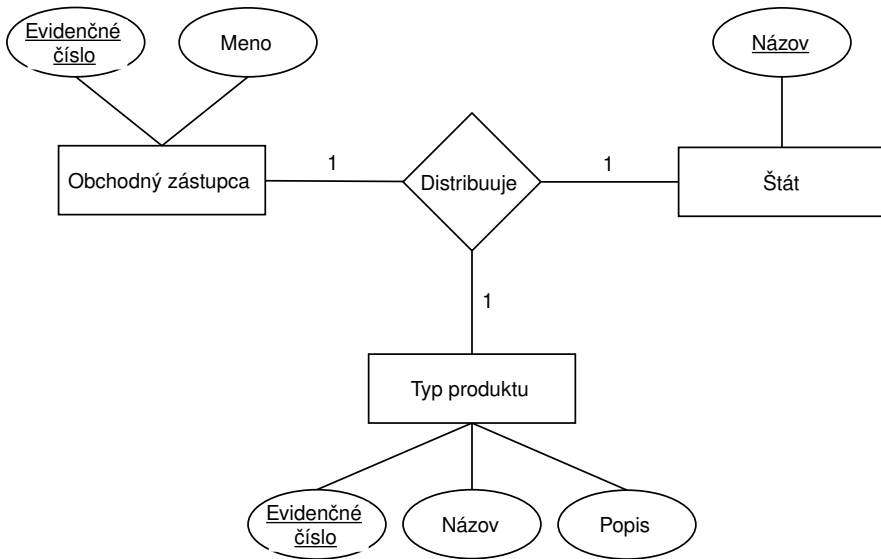 Evidenčné
číslo
Meno
Názov
Obchodný zástupca
1
Distribuuje
1
Štát
1
Typ produktu
Evidenčné
číslo
Názov
Popis